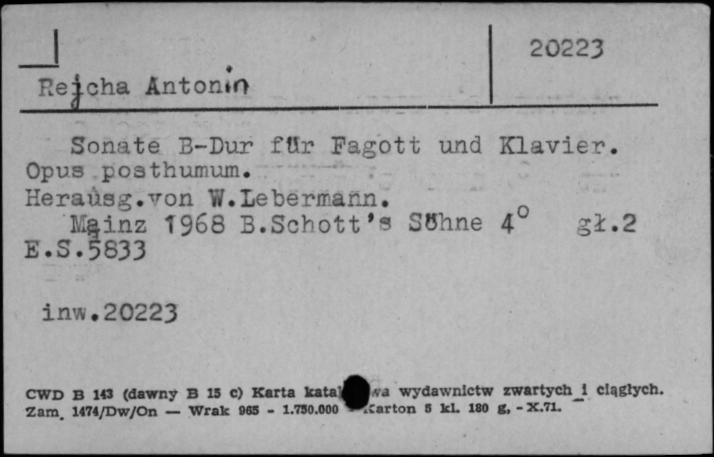 20223
Rejcha Antonín
Sonate B-Dur für Fagott und Klavier.
Opus posthumum.
Herausg.von W.Lebermann.
Mainz 1968 B.Schott's Söhne 4° gł.2
E.S.5833
inw.20223
CWD B 143 (dawny B 15 c) Karta wydawnictw zwartych i ciągłych.
Zam. 1474/Dw/On — Wrak 965 - 1.750.000 Karton 5 kl. 180 g, - X.71.